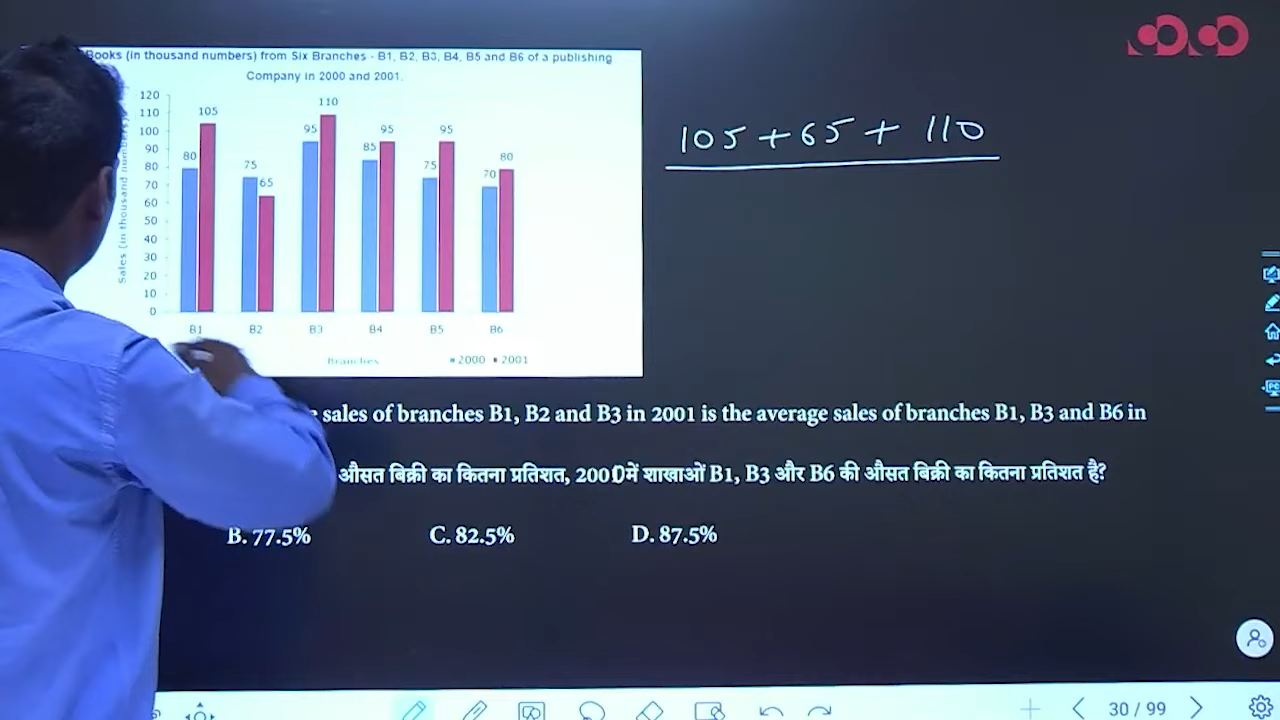 Books (in thousand numbers) from Six Branches - B1, B2, B3, B4, B5 and B6 of a publishing
Company in 2000 and 2001.
Sales (in thousand numbers)
120
110
100
90
80
70
60
50
40
30
20
10
0
80
105
75
65
95
110
85
95
75
95
70
80
B1
B2
B3
B4
B5
B6
Branches
2000
2001
105 + 65 + 110
sales of branches B1, B2 and B3 in 2001 is the average sales of branches B1, B3 and B6 in
औसत बिक्री का कितना प्रतिशत, 2000में शाखाओं B1, B3 और B6 की औसत बिक्री का कितना प्रतिशत है?
B. 77.5%
C. 82.5%
D. 87.5%
30 / 99